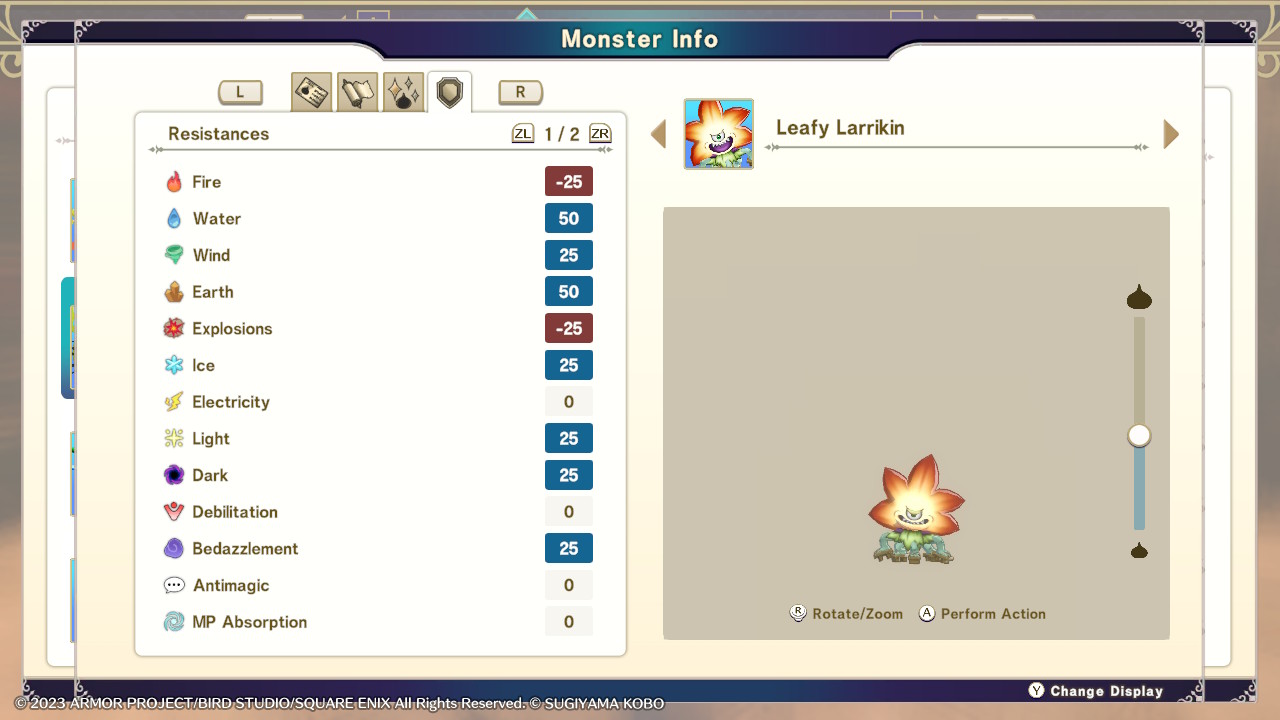 Monster Info
L
R
Resistances
ZL 1 / 2 ZR
Fire -25
Water 50
Wind 25
Earth 50
Explosions -25
Ice 25
Electricity 0
Light 25
Dark 25
Debilitation 0
Bedazzlement 25
Antimagic 0
MP Absorption 0
Leafy Larrikin
R Rotate/Zoom A Perform Action
Y Change Display
© 2023 ARMOR PROJECT/BIRD STUDIO/SQUARE ENIX All Rights Reserved. © SUGIYAMA KOBO